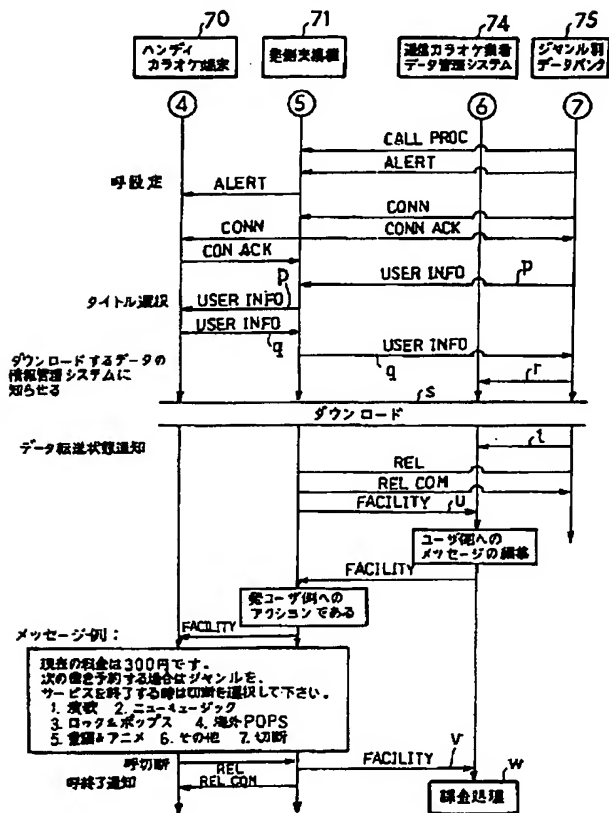 70
71
74
75
ハンディ
カラオケ端末
発側交換機
通信カラオケ業者
データ管理システム
ジャンル別
データバンク
④
⑤
⑥
⑦
CALL PROC
ALERT
呼設定
ALERT
CONN
CONN
CONN ACK
CON ACK
USER INFO
p
p
タイトル選択
USER INFO
USER INFO
q
USER INFO
q
ダウンロードするデータの
情報管理システムに
知らせる
r
s
ダウンロード
データ転送状態通知
t
REL
REL COM
FACILITY
u
ユーザ側への
メッセージの編集
FACILITY
発ユーザ側への
アクションである
FACILITY
メッセージ例：
現在の料金は300円です。
次の曲を予約する場合はジャンルを、
サービスを終了する時は切断を選択して下さい。
1. 演歌 2. ニューミュージック
3. ロック&ポップス 4. 海外POPS
5. 童謡&アニメ 6. その他 7. 切断
呼切断
REL
FACILITY
v
呼終了通知
REL COM
w
課金処理